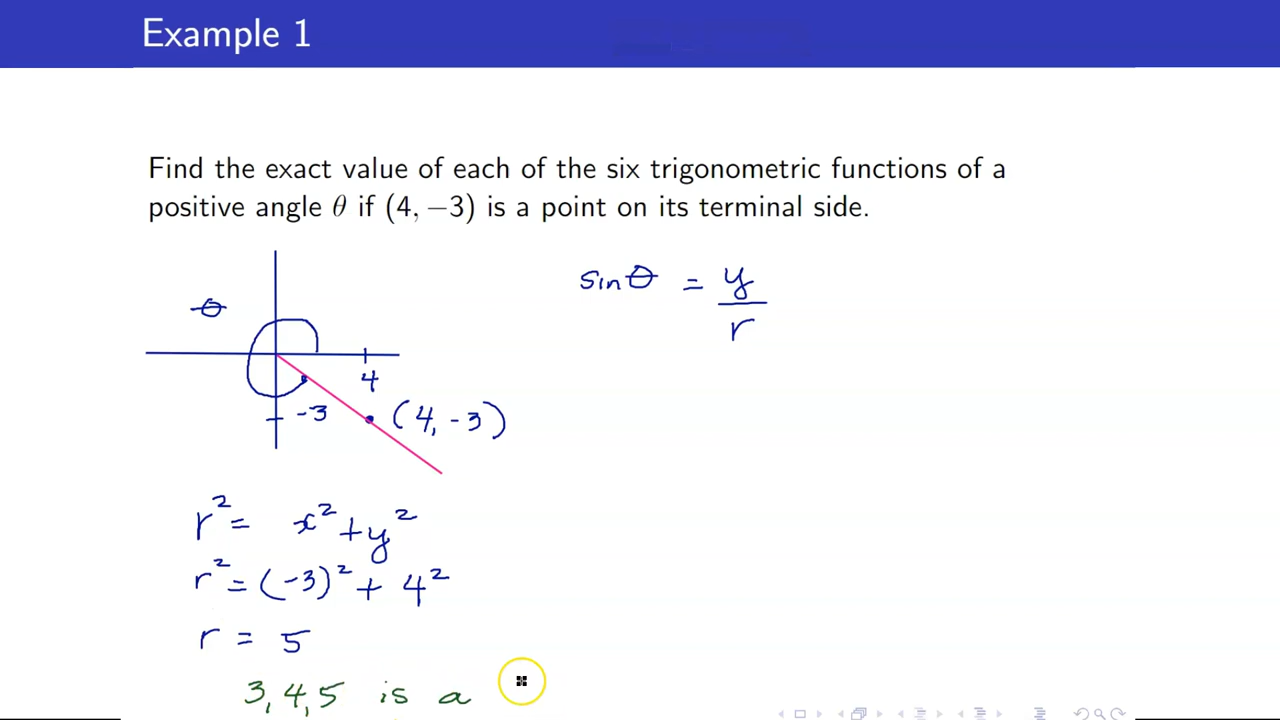 Example 1
Find the exact value of each of the six trigonometric functions of a
positive angle θ if (4, −3) is a point on its terminal side.
sin θ = y/r
θ
4
-3
(4, -3)
r² = x² + y²
r² = (-3)² + 4²
r = 5
3, 4, 5 is a